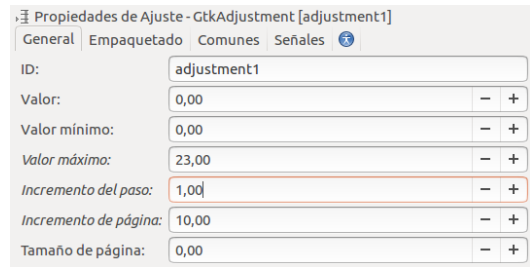 Propiedades de Ajuste - GtkAdjustment [adjustment1]
General Empaquetado Comunes Señales
ID: adjustment1
Valor: 0,00 − +
Valor mínimo: 0,00 − +
Valor máximo: 23,00 − +
Incremento del paso: 1,00 − +
Incremento de página: 10,00 − +
Tamaño de página: 0,00 − +